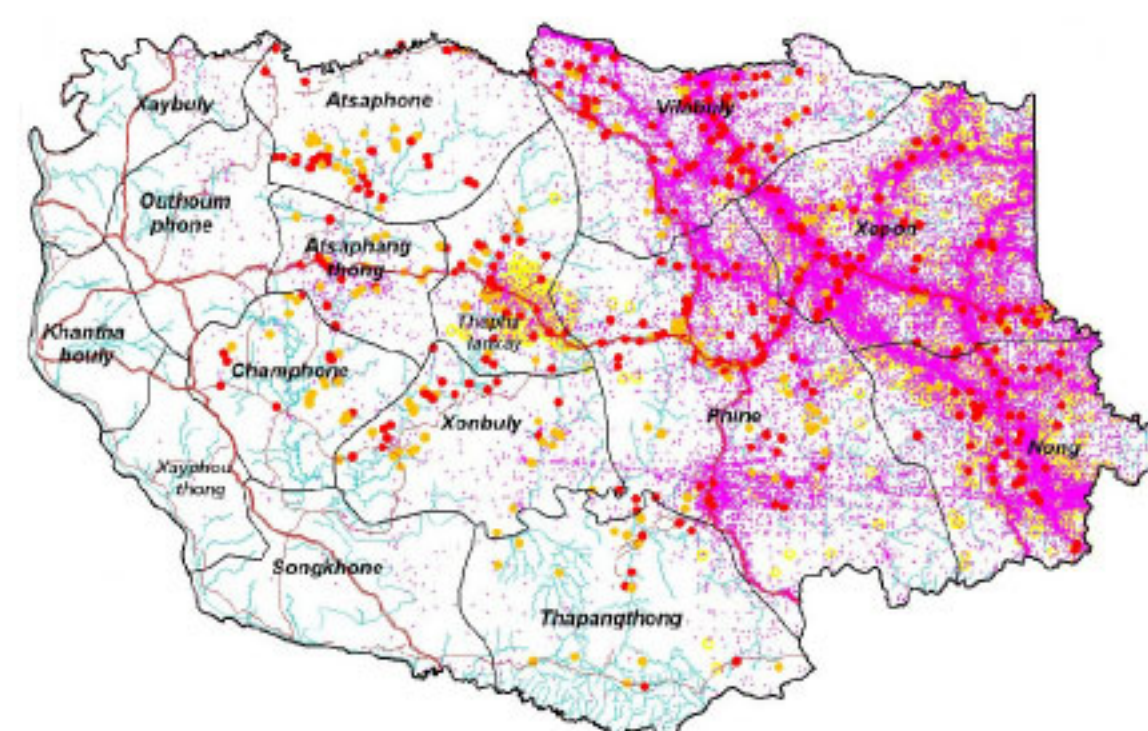 Xaybuly
Atsaphone
Vilabuly
Outhoum
phone
Xepon
Atsaphang
thong
Khantha
bouly
Champhone
Xonbuly
Phine
Nong
Xayphou
thong
Songkhone
Thapangthong